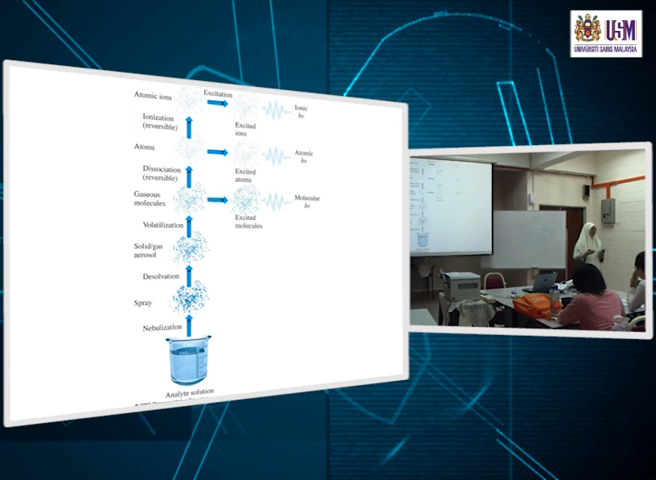 USM
UNIVERSITI SAINS MALAYSIA
Atomic ions
Excitation
Ionic
hν
Ionization
(reversible)
Excited
ions
Atoms
Atomic
hν
Dissociation
(reversible)
Excited
atoms
Gaseous
molecules
Molecular
hν
Volatilization
Excited
molecules
Solid/gas
aerosol
Desolvation
Spray
Nebulization
Analyte solution